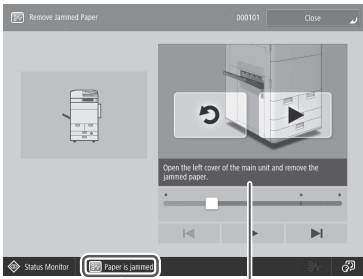 Remove Jammed Paper
000101
Close
Open the left cover of the main unit and remove the
jammed paper.
Status Monitor
Paper is jammed